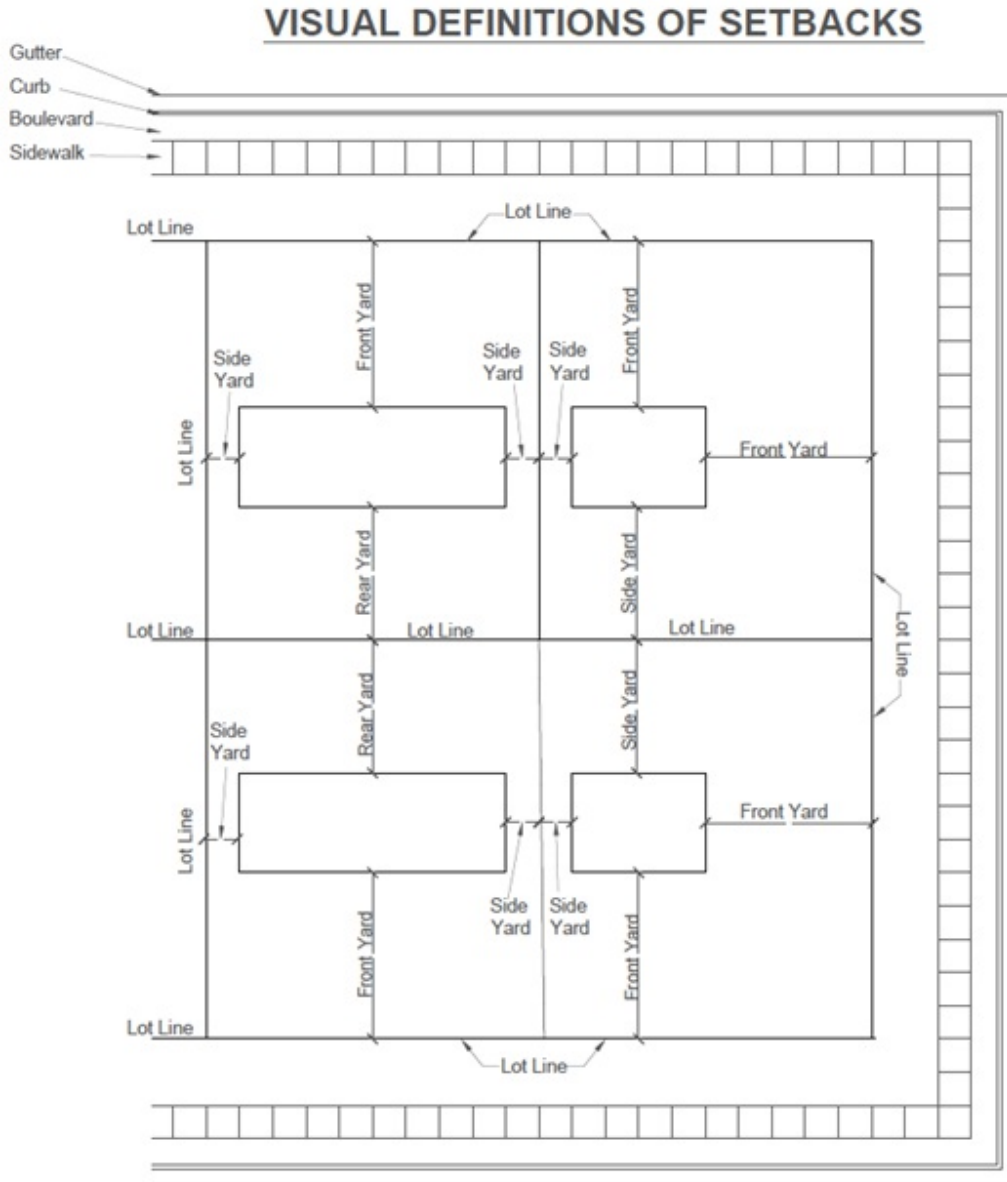 VISUAL DEFINITIONS OF SETBACKS
Gutter
Curb
Boulevard
Sidewalk
Lot Line
Lot Line
Front Yard
Front Yard
Side
Yard
Side
Yard
Side
Yard
Lot Line
Front Yard
Rear Yard
Side Yard
Lot Line
Lot Line
Lot Line
Lot Line
Rear Yard
Side Yard
Side
Yard
Lot Line
Front Yard
Side
Yard
Side
Yard
Front Yard
Front Yard
Lot Line
Lot Line